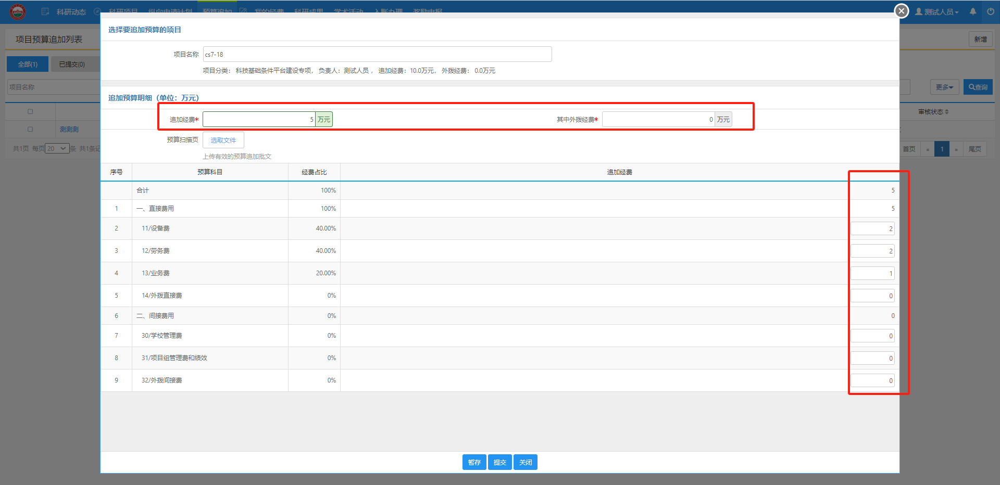 科研动态 科研项目 纵向申请计划 预算追加 我的经费 科研成果 学术活动 入账办理 奖励申报 测试人员
选择要追加预算的项目
项目预算追加列表 新增
项目名称 cs7-18
全部(1) 已提交(0)
项目分类： 科技基础条件平台建设专项， 负责人：测试人员， 追加经费：10.0万元， 外拨经费： 0.0万元
项目名称 更多 查询
追加预算明细（单位：万元）
审核状态
追加经费* 5 万元 其中外拨经费* 0 万元
测测测
预算扫描页 选取文件
共1页 每页 20 条 共1条记 首页 « 1 » 尾页
上传有效的预算追加批文
序号 预算科目 经费占比 追加经费
合计 100% 5
1 一、直接费用 100% 5
2 11/设备费 40.00% 2
3 12/劳务费 40.00% 2
4 13/业务费 20.00% 1
5 14/外拨直接费 0% 0
6 二、间接费用 0% 0
7 30/学校管理费 0% 0
8 31/项目组管理费和绩效 0% 0
9 32/外拨间接费 0% 0
暂存 提交 关闭